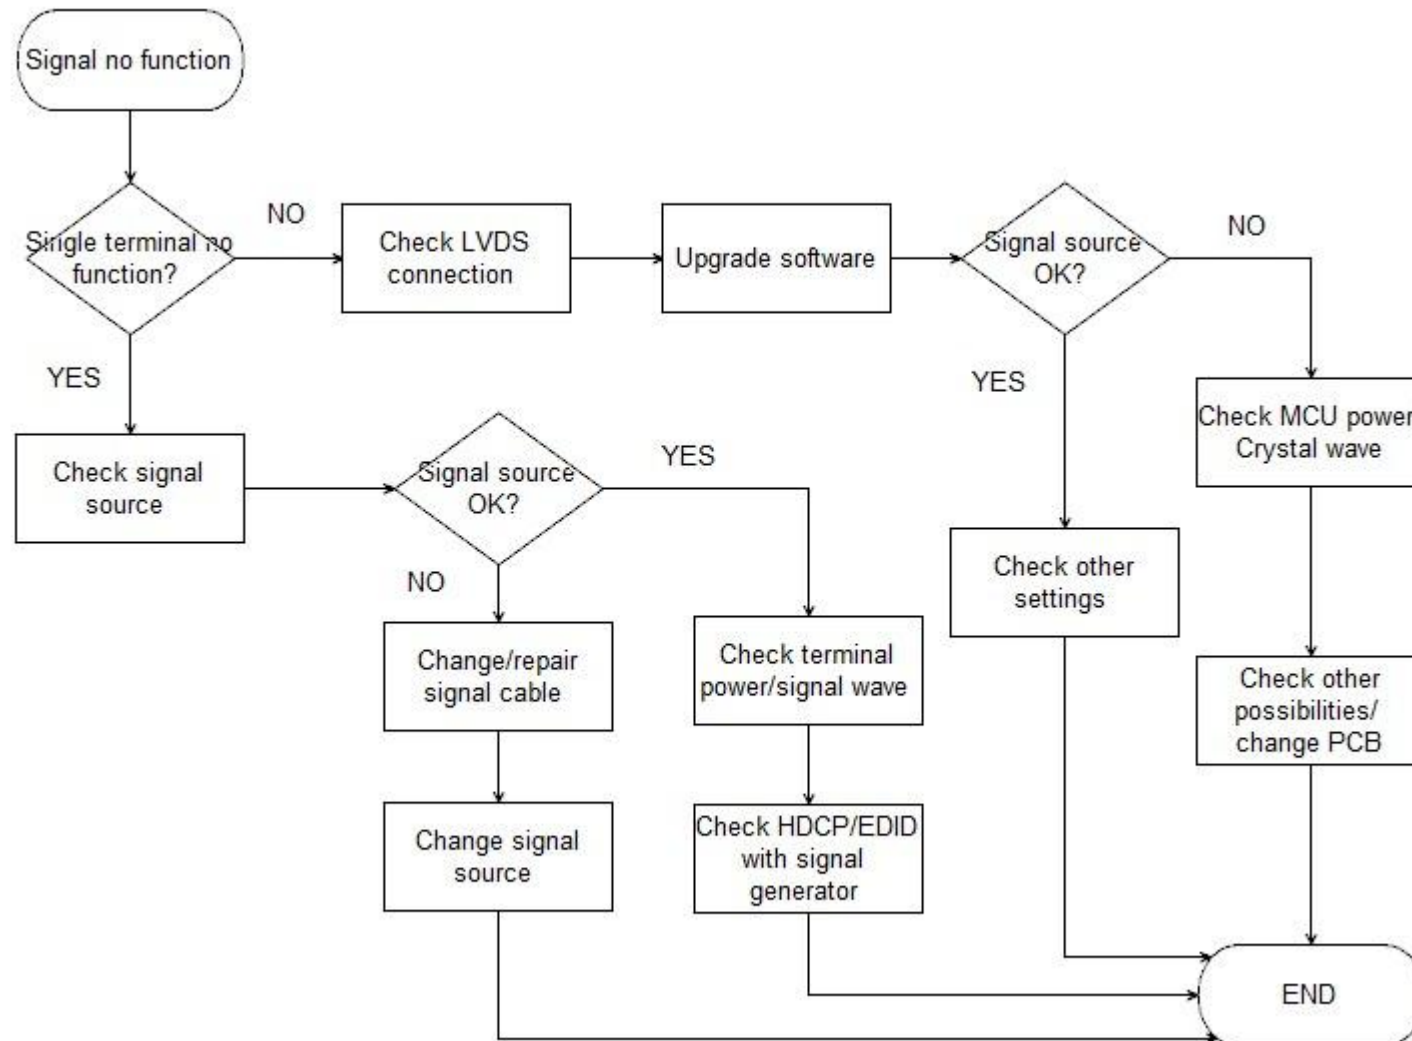 Signal no function
Sirigle terminal no
function?
NO
Check LVDS
connection
Upgrade software
Signal source
OK?
NO
YES
YES
Check signal
source
Signal source
OK?
YES
Check MCU power
Crystal wave
NO
Check other
settings
Change/repair
signal cable
Check terminal
power/signal wave
Check other
possibilities/
change PCB
Change signal
source
Check HDCP/EDID
with signal
generator
END